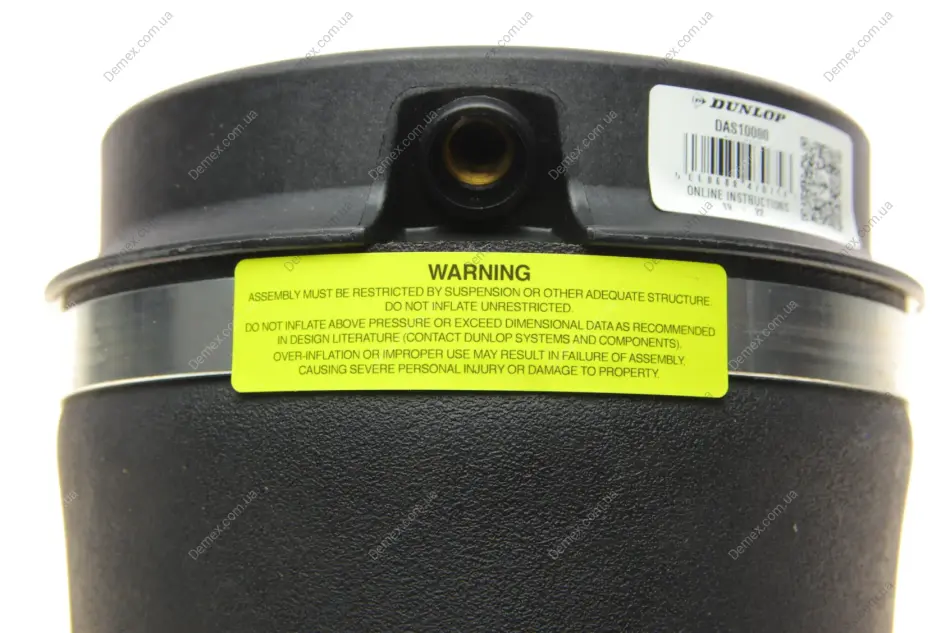 DUNLOP
DAS10080
ONLINE INSTRUCTIONS
WARNING
ASSEMBLY MUST BE RESTRICTED BY SUSPENSION OR OTHER ADEQUATE STRUCTURE.
DO NOT INFLATE UNRESTRICTED.
DO NOT INFLATE ABOVE PRESSURE OR EXCEED DIMENSIONAL DATA AS RECOMMENDED
IN DESIGN LITERATURE (CONTACT DUNLOP SYSTEMS AND COMPONENTS).
OVER-INFLATION OR IMPROPER USE MAY RESULT IN FAILURE OF ASSEMBLY.
CAUSING SEVERE PERSONAL INJURY OR DAMAGE TO PROPERTY.
Demex.com.ua